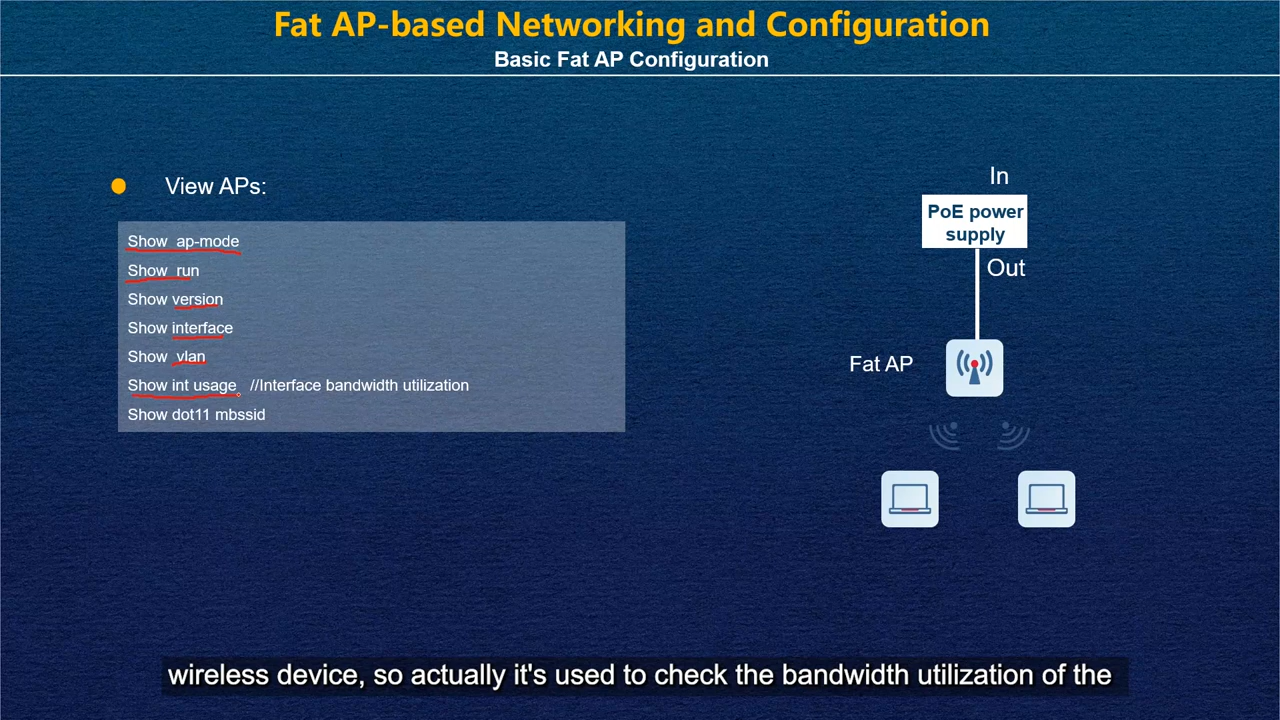 Fat AP-based Networking and Configuration
Basic Fat AP Configuration
View APs:
Show ap-mode
Show run
Show version
Show interface
Show vlan
Show int usage //Interface bandwidth utilization
Show dot11 mbssid
In
PoE power
supply
Out
Fat AP
wireless device, so actually it's used to check the bandwidth utilization of the